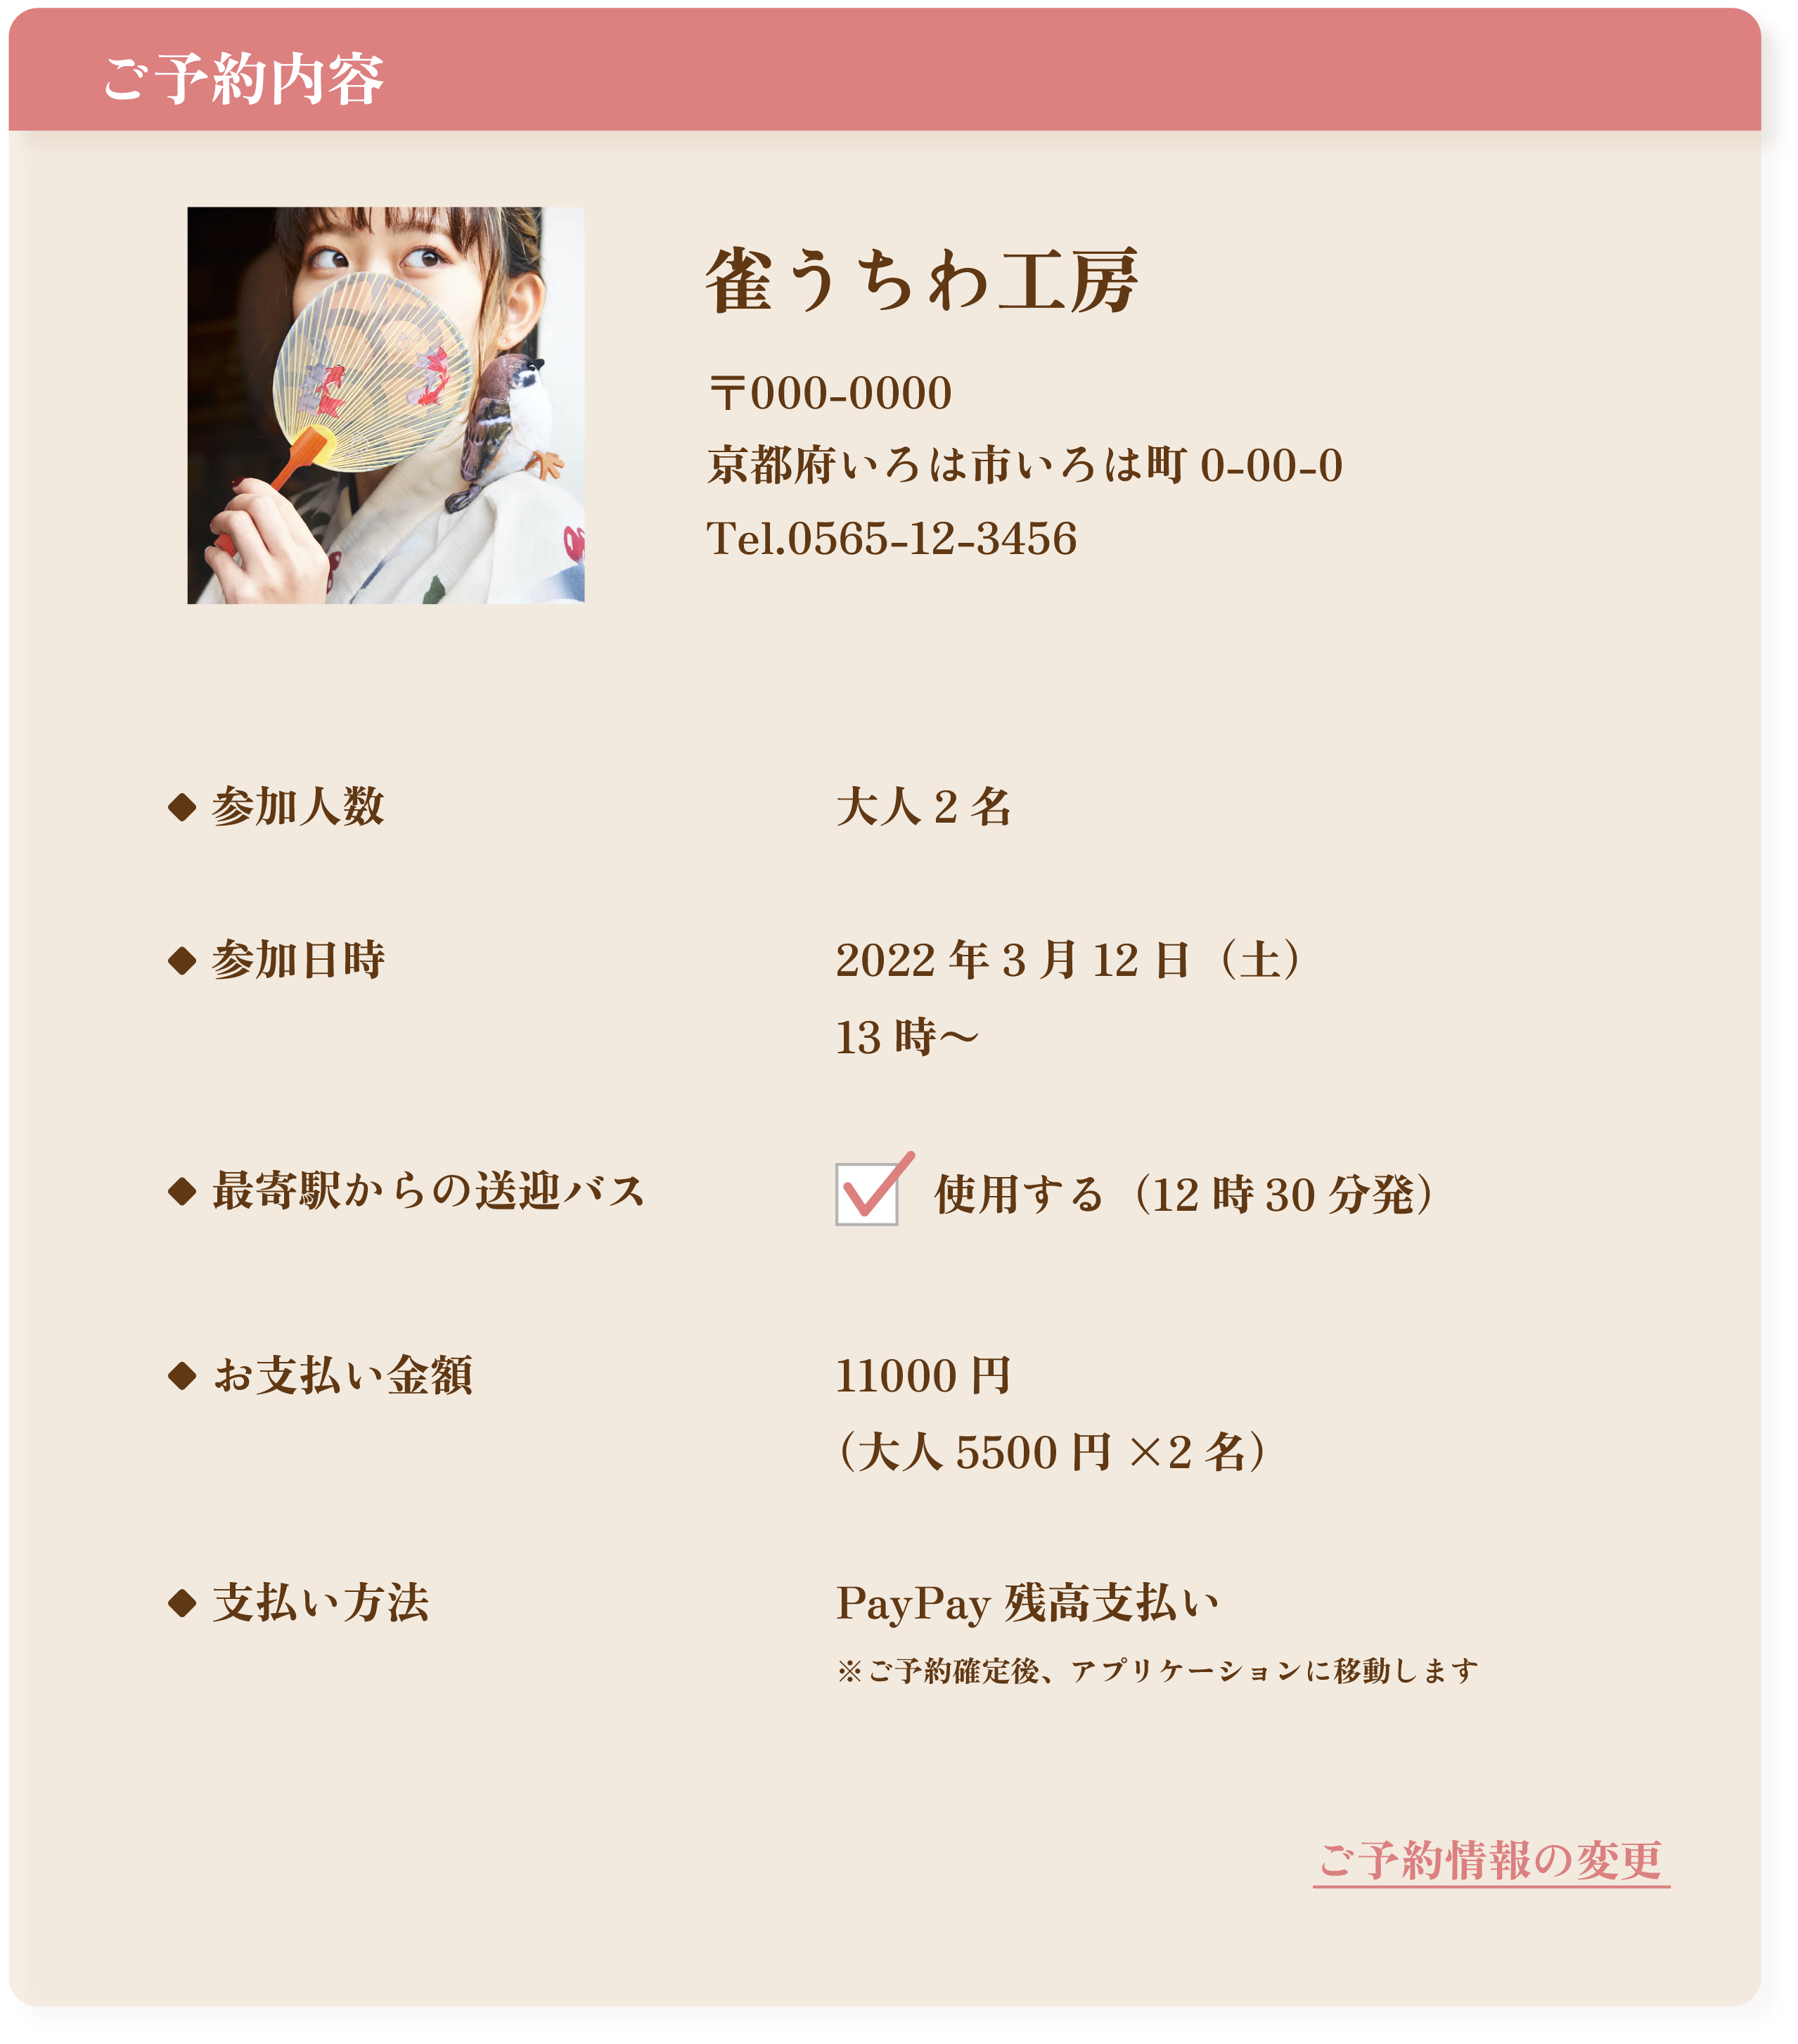 ご予約内容
雀うちわ工房
〒000-0000
京都府いろは市いろは町 0-00-0
Tel.0565-12-3456
◆ 参加人数
大人 2 名
◆ 参加日時
2022 年 3 月 12 日（土）
13 時〜
◆ 最寄駅からの送迎バス
使用する（12 時 30 分発）
◆ お支払い金額
11000 円
（大人 5500 円 ×2 名）
◆ 支払い方法
PayPay 残高支払い
※ご予約確定後、アプリケーションに移動します
ご予約情報の変更